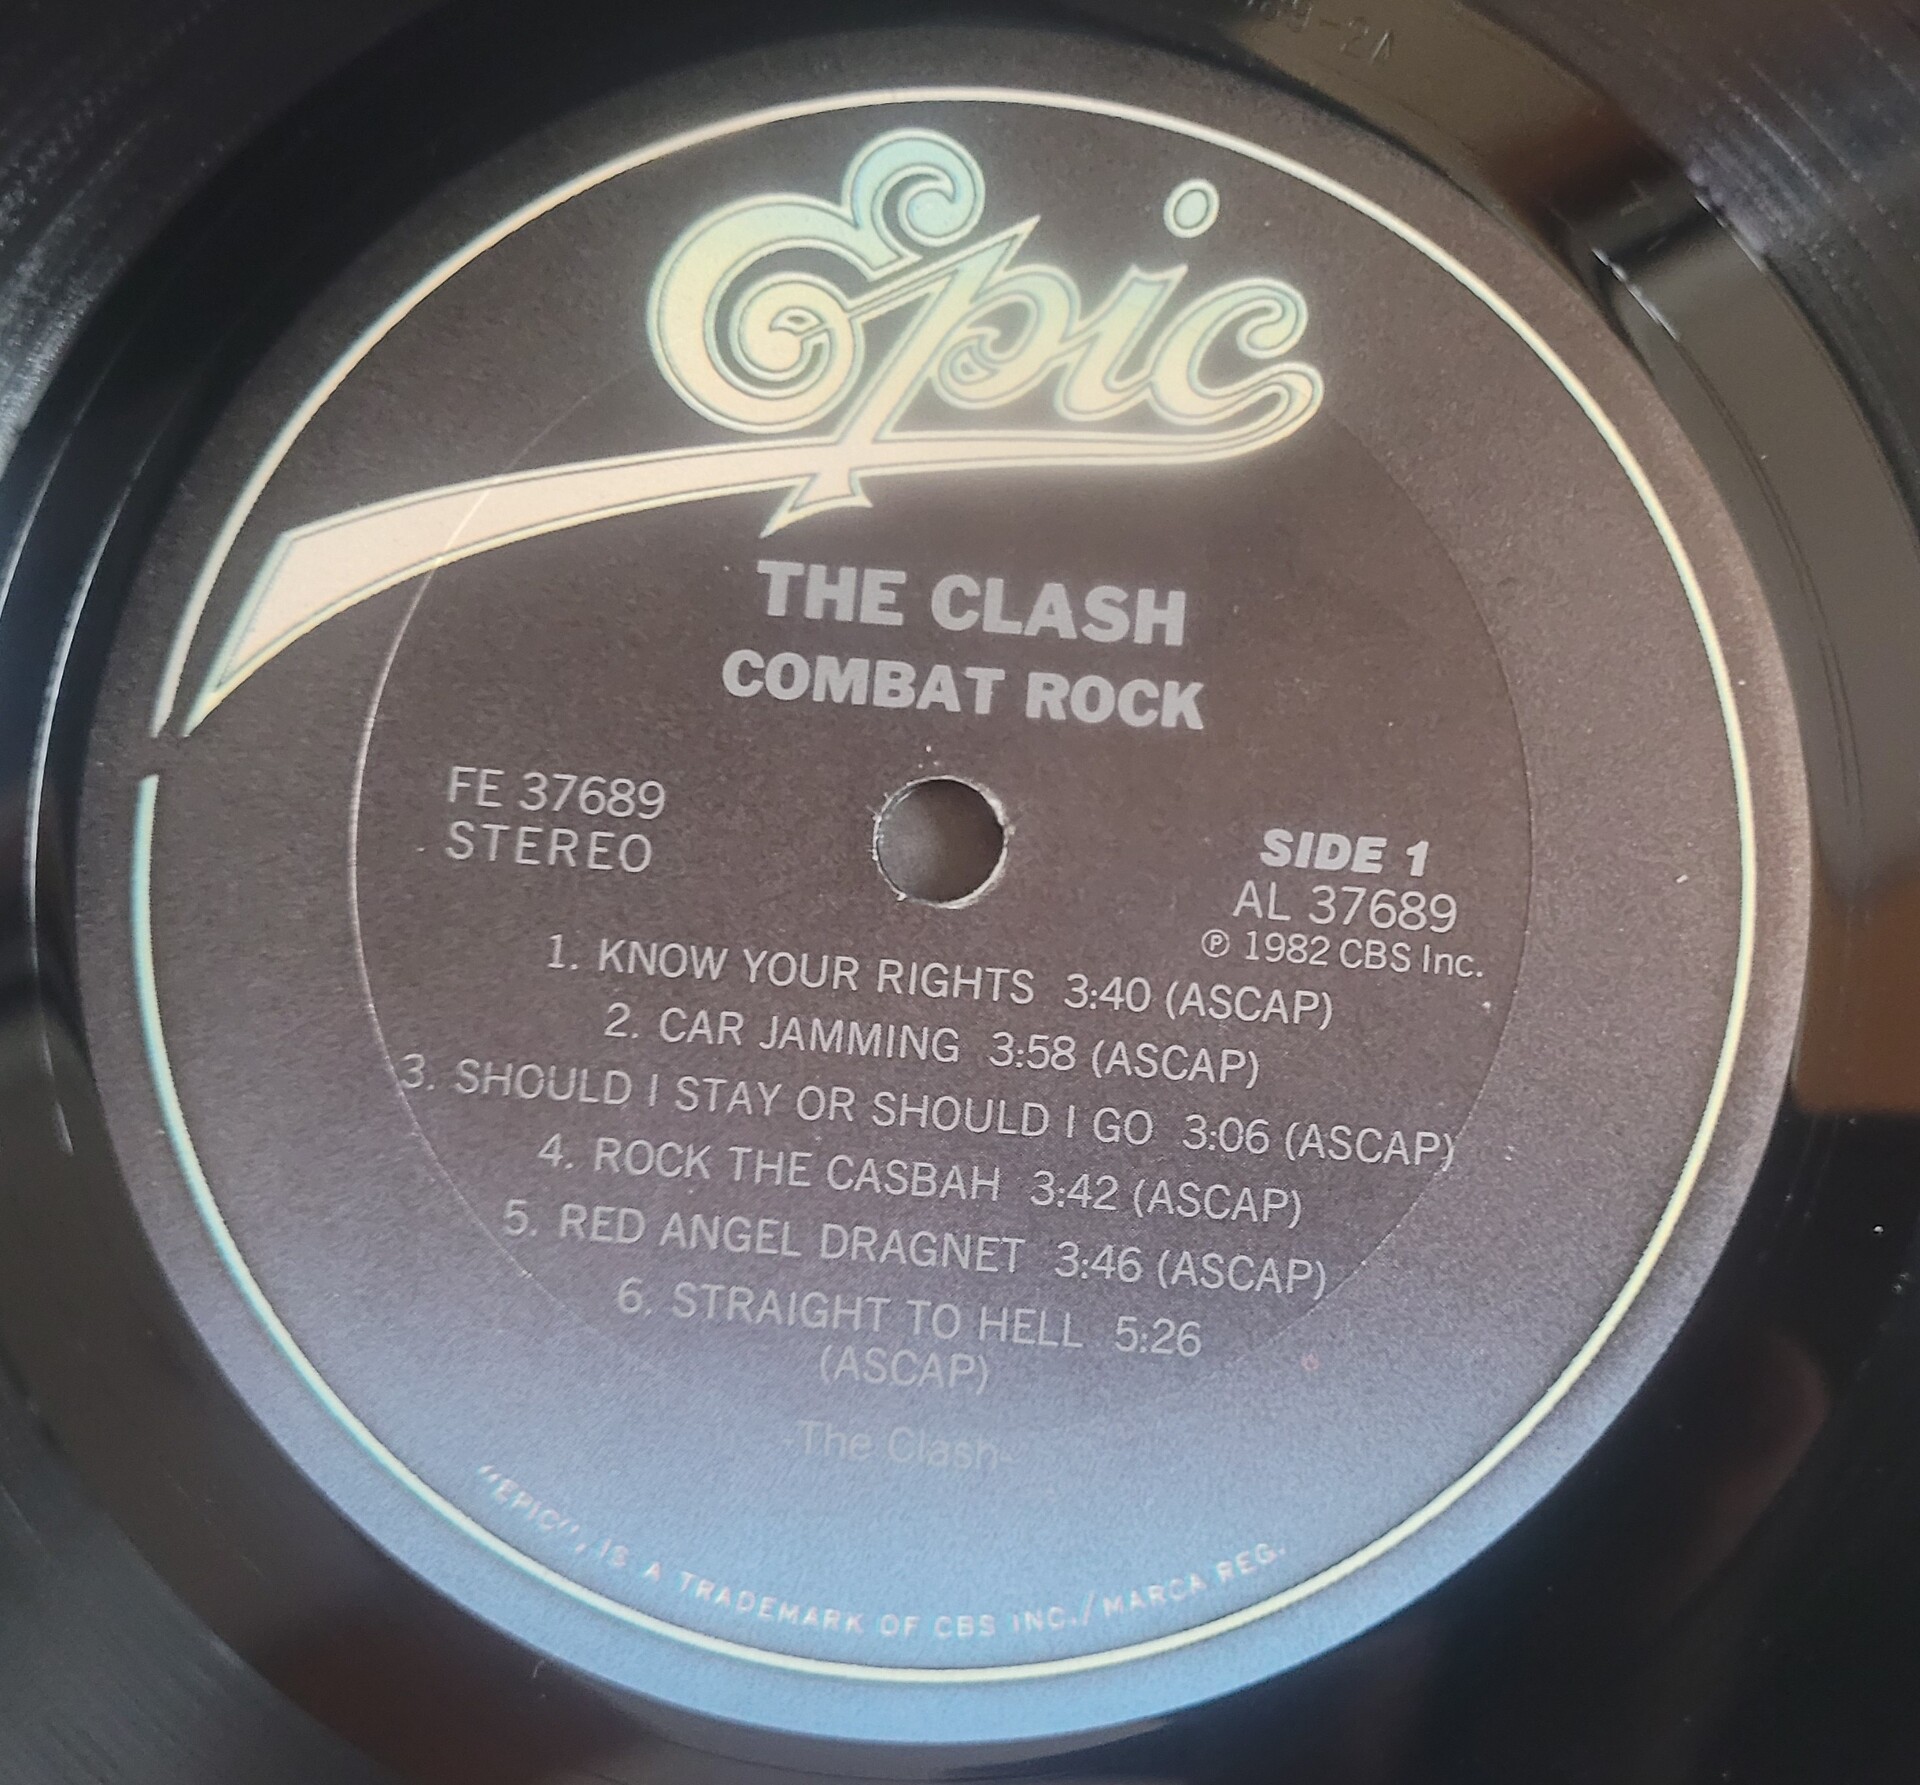 Epic
THE CLASH
COMBAT ROCK
FE 37689
STEREO
SIDE 1
AL 37689
℗ 1982 CBS Inc.
1. KNOW YOUR RIGHTS 3:40 (ASCAP)
2. CAR JAMMING 3:58 (ASCAP)
3. SHOULD I STAY OR SHOULD I GO 3:06 (ASCAP)
4. ROCK THE CASBAH 3:42 (ASCAP)
5. RED ANGEL DRAGNET 3:46 (ASCAP)
6. STRAIGHT TO HELL 5:26
(ASCAP)
-The Clash-
"EPIC", IS A TRADEMARK OF CBS INC./MARCA REG.